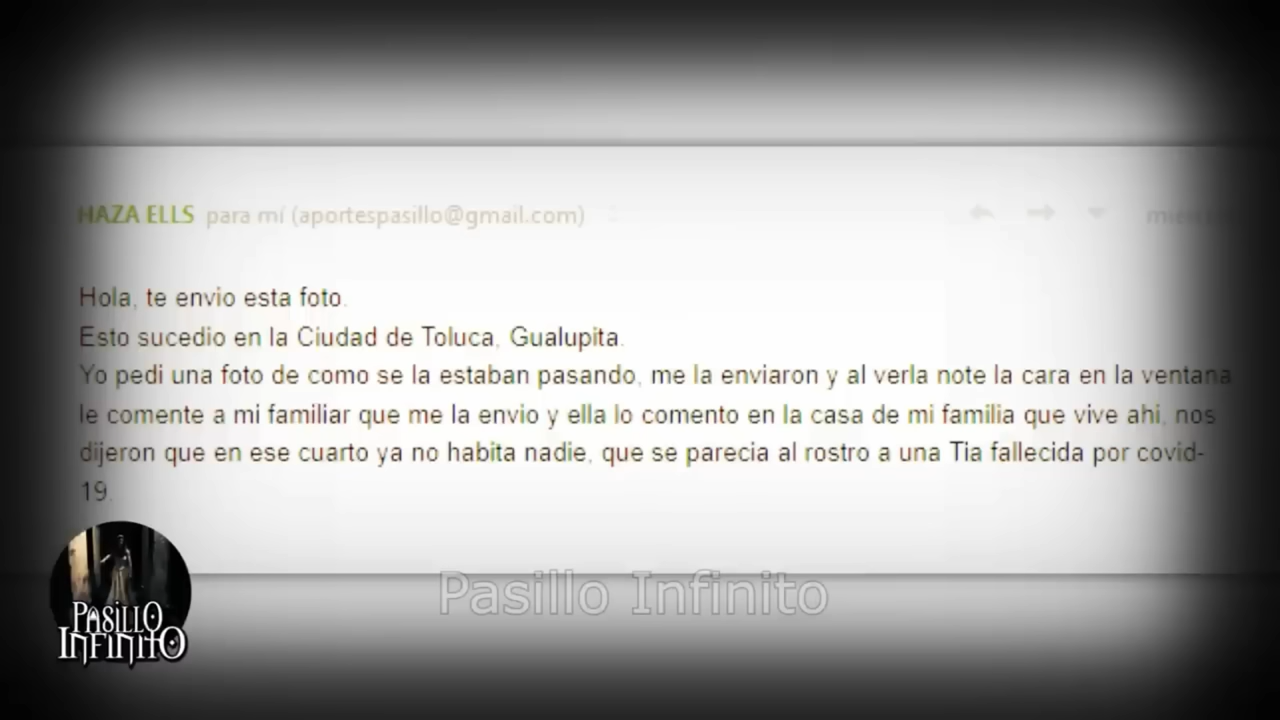 HAZA ELLS para mí (aportespasillo@gmail.com)
Hola, te envio esta foto.
Esto sucedio en la Ciudad de Toluca, Gualupita.
Yo pedi una foto de como se la estaban pasando, me la enviaron y al verla note la cara en la ventana
le comente a mi familiar que me la envio y ella lo comento en la casa de mi familia que vive ahi, nos
dijeron que en ese cuarto ya no habita nadie, que se parecia al rostro a una Tia fallecida por covid-
19.
Pasillo Infinito
PASILLO
INFINITO